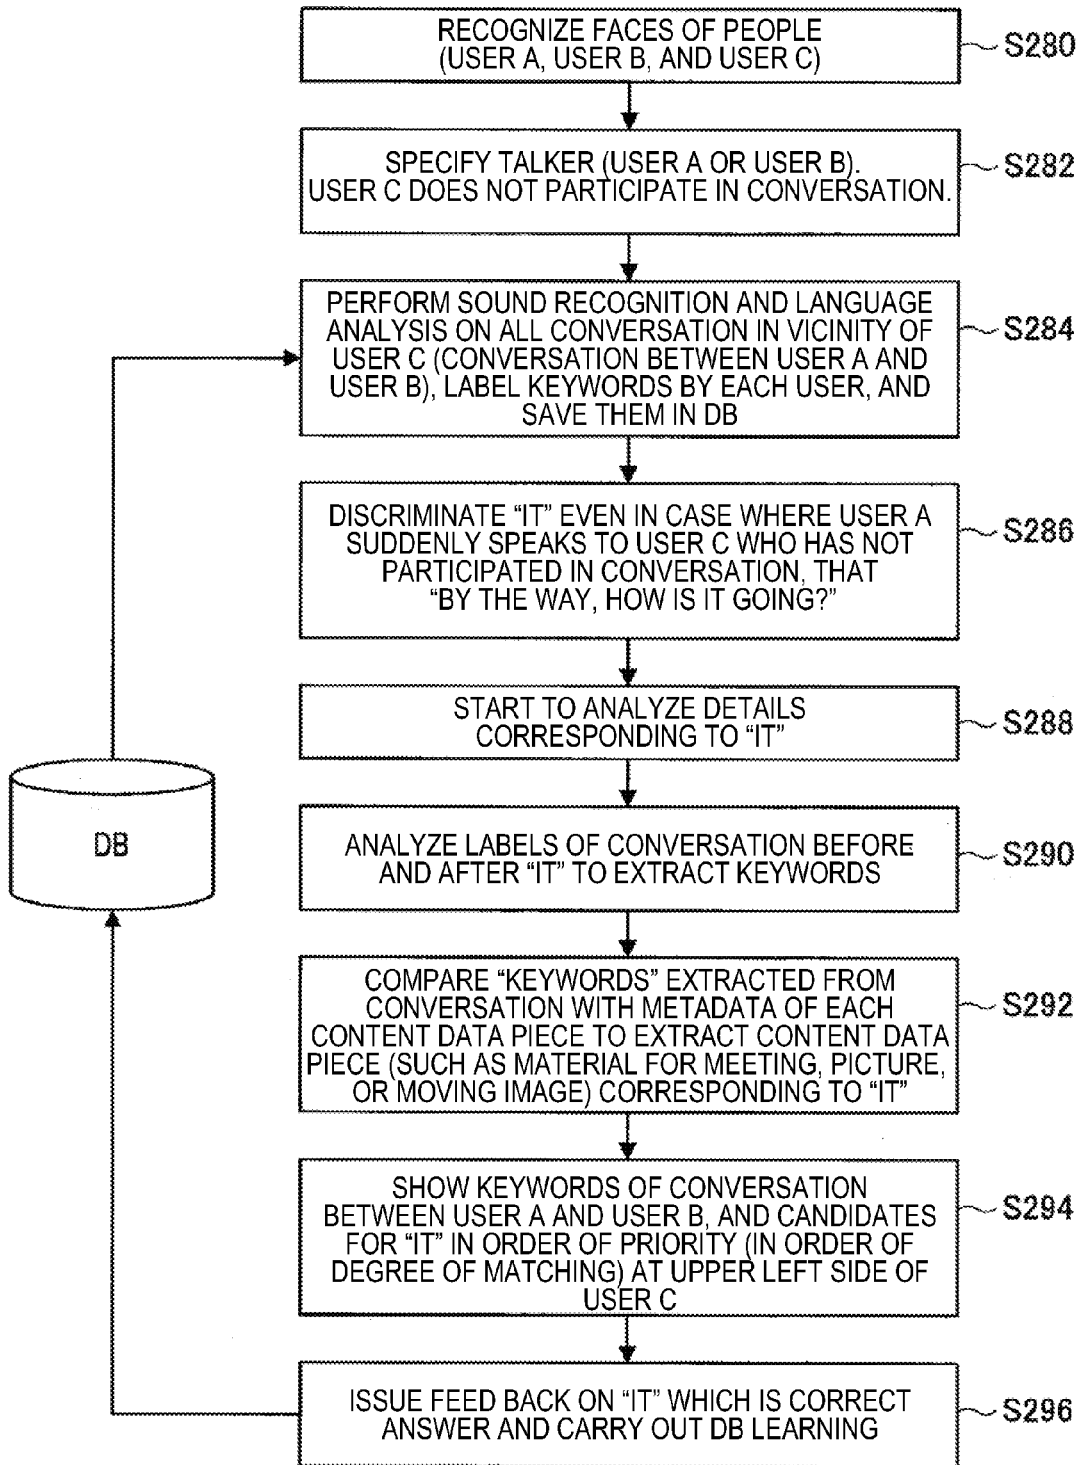 RECOGNIZE FACES OF PEOPLE
(USER A, USER B, AND USER C)
S280
SPECIFY TALKER (USER A OR USER B).
USER C DOES NOT PARTICIPATE IN CONVERSATION.
S282
PERFORM SOUND RECOGNITION AND LANGUAGE
ANALYSIS ON ALL CONVERSATION IN VICINITY OF
USER C (CONVERSATION BETWEEN USER A AND
USER B), LABEL KEYWORDS BY EACH USER, AND
SAVE THEM IN DB
S284
DISCRIMINATE “IT” EVEN IN CASE WHERE USER A
SUDDENLY SPEAKS TO USER C WHO HAS NOT
PARTICIPATED IN CONVERSATION, THAT
“BY THE WAY, HOW IS IT GOING?”
S286
START TO ANALYZE DETAILS
CORRESPONDING TO “IT”
S288
DB
ANALYZE LABELS OF CONVERSATION BEFORE
AND AFTER “IT” TO EXTRACT KEYWORDS
S290
COMPARE “KEYWORDS” EXTRACTED FROM
CONVERSATION WITH METADATA OF EACH
CONTENT DATA PIECE TO EXTRACT CONTENT DATA
PIECE (SUCH AS MATERIAL FOR MEETING, PICTURE,
OR MOVING IMAGE) CORRESPONDING TO “IT”
S292
SHOW KEYWORDS OF CONVERSATION
BETWEEN USER A AND USER B, AND CANDIDATES
FOR “IT” IN ORDER OF PRIORITY (IN ORDER OF
DEGREE OF MATCHING) AT UPPER LEFT SIDE OF
USER C
S294
ISSUE FEED BACK ON “IT” WHICH IS CORRECT
ANSWER AND CARRY OUT DB LEARNING
S296